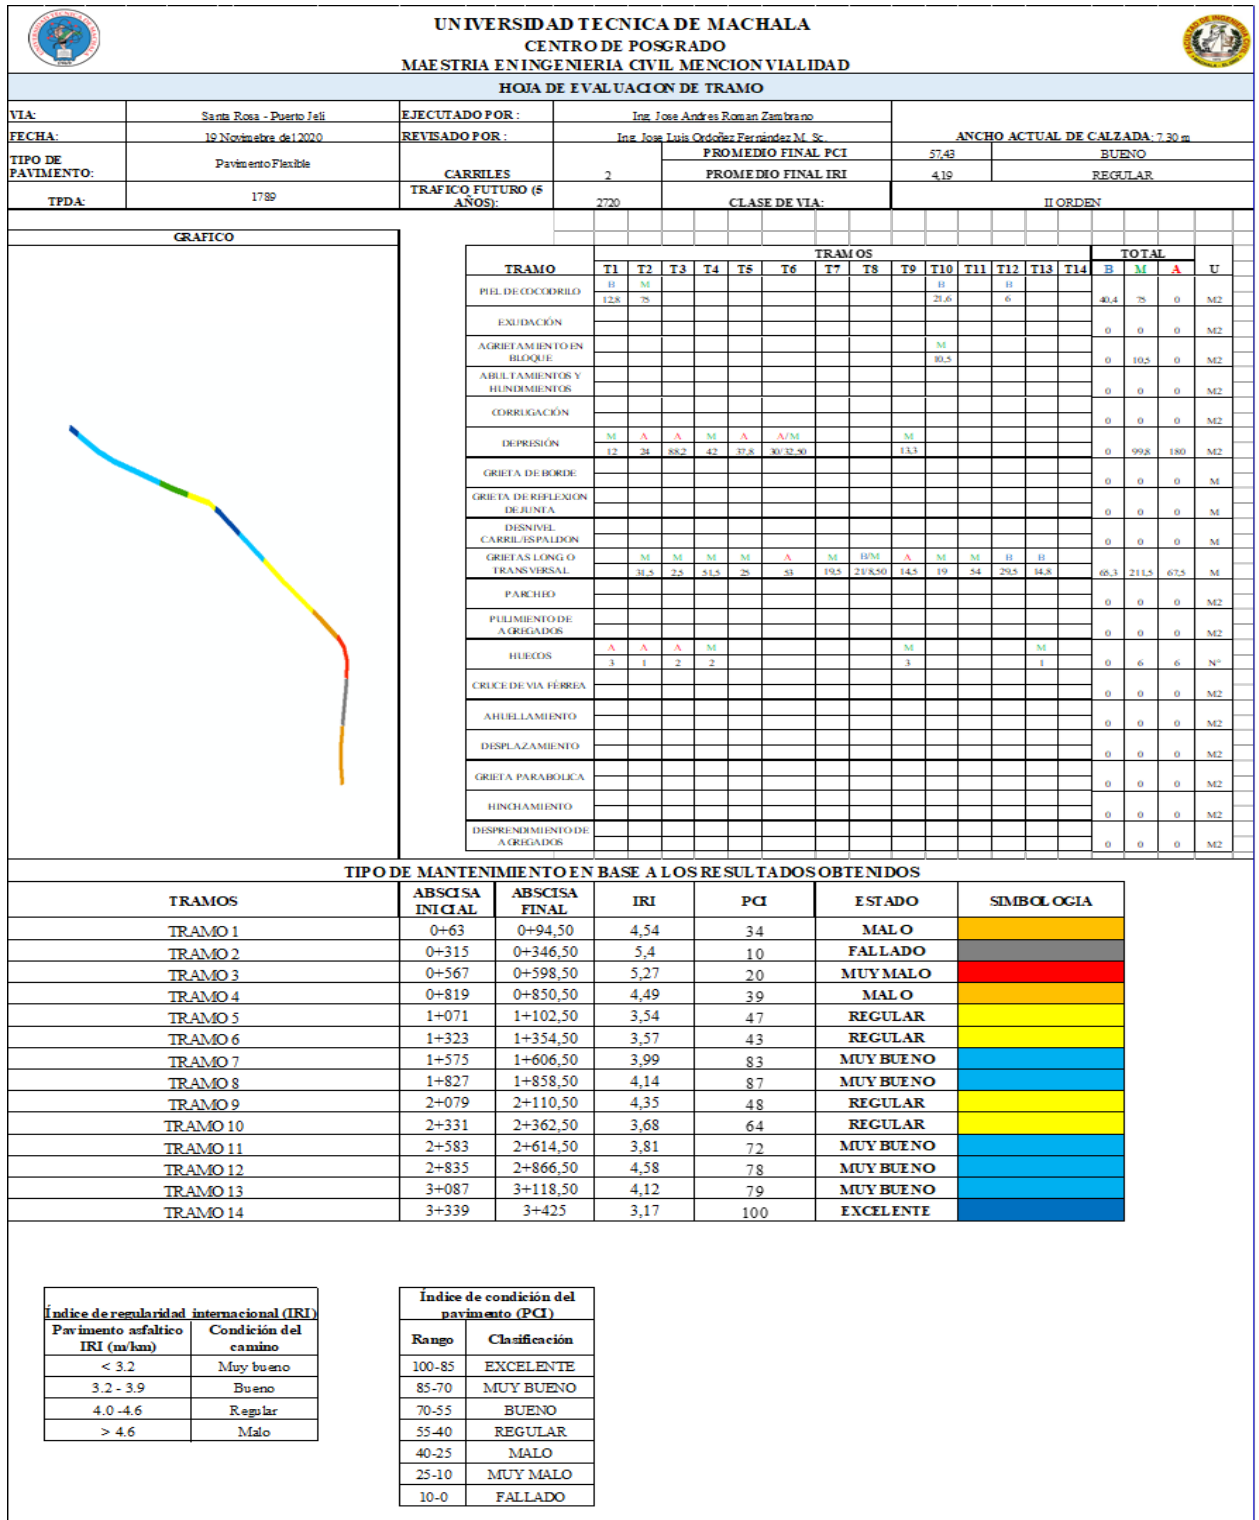 UNIVERSIDAD TECNICA DE MACHALA
CENTRO DE POSGRADO
MAESTRIA EN INGENIERIA CIVIL MENCION VIALIDAD
HOJA DE EVALUACION DE TRAMO
VIA: Santa Rosa - Puerto Jeli EJECUTADO POR : Ing. Jose Andres Roman Zambrano
FECHA: 19 Novimebre del 2020 REVISADO POR : Ing. Jose Luis Ordoñez Fernández M. Sc. ANCHO ACTUAL DE CALZADA: 7.30 m
TIPO DE PAVIMENTO: Pavimento Flexible CARRILES 2 PROMEDIO FINAL PCI 57,43 BUENO
PROMEDIO FINAL IRI 4,19 REGULAR
TPDA: 1789 TRAFICO FUTURO (5 AÑOS): 2720 CLASE DE VIA: II ORDEN
GRAFICO
TRAMOS TOTAL
TRAMO T1 T2 T3 T4 T5 T6 T7 T8 T9 T10 T11 T12 T13 T14 B M A U
PIEL DE COCODRILO B M B B
12,8 75 21,6 6 40,4 75 0 M2
EXUDACIÓN 0 0 0 M2
AGRIETAMIENTO EN BLOQUE M
10,5 0 10,5 0 M2
ABULTAMIENTOS Y HUNDIMIENTOS 0 0 0 M2
CORRUGACIÓN 0 0 0 M2
DEPRESIÓN M A A M A A/M M
12 24 88,2 42 37,8 30/32,50 13,3 0 99,8 180 M2
GRIETA DE BORDE 0 0 0 M
GRIETA DE REFLEXION DE JUNTA 0 0 0 M
DESNIVEL CARRIL/ESPALDON 0 0 0 M
GRIETAS LONG O TRANSVERSAL M M M M A M B/M A M M B B
31,5 2,5 51,5 25 53 19,5 21/8,50 14,5 19 54 29,5 14,8 65,3 211,5 67,5 M
PARCHEO 0 0 0 M2
PULIMIENTO DE AGREGADOS 0 0 0 M2
HUECOS A A A M M M
3 1 2 2 3 1 0 6 6 N°
CRUCE DE VIA FÉRREA 0 0 0 M2
AHUELLAMIENTO 0 0 0 M2
DESPLAZAMIENTO 0 0 0 M2
GRIETA PARABOLICA 0 0 0 M2
HINCHAMIENTO 0 0 0 M2
DESPRENDIMIENTO DE AGREGADOS 0 0 0 M2
TIPO DE MANTENIMIENTO EN BASE A LOS RESULTADOS OBTENIDOS
TRAMOS ABSCISA INICIAL ABSCISA FINAL IRI PCI ESTADO SIMBOLOGIA
TRAMO 1 0+63 0+94,50 4,54 34 MALO
TRAMO 2 0+315 0+346,50 5,4 10 FALLADO
TRAMO 3 0+567 0+598,50 5,27 20 MUY MALO
TRAMO 4 0+819 0+850,50 4,49 39 MALO
TRAMO 5 1+071 1+102,50 3,54 47 REGULAR
TRAMO 6 1+323 1+354,50 3,57 43 REGULAR
TRAMO 7 1+575 1+606,50 3,99 83 MUY BUENO
TRAMO 8 1+827 1+858,50 4,14 87 MUY BUENO
TRAMO 9 2+079 2+110,50 4,35 48 REGULAR
TRAMO 10 2+331 2+362,50 3,68 64 REGULAR
TRAMO 11 2+583 2+614,50 3,81 72 MUY BUENO
TRAMO 12 2+835 2+866,50 4,58 78 MUY BUENO
TRAMO 13 3+087 3+118,50 4,12 79 MUY BUENO
TRAMO 14 3+339 3+425 3,17 100 EXCELENTE
Índice de regularidad internacional (IRI)
Pavimento asfaltico IRI (m/km) Condición del camino
< 3.2 Muy bueno
3.2 - 3.9 Bueno
4.0 -4.6 Regular
> 4.6 Malo
Índice de condición del pavimento (PCI)
Rango Clasificación
100-85 EXCELENTE
85-70 MUY BUENO
70-55 BUENO
55-40 REGULAR
40-25 MALO
25-10 MUY MALO
10-0 FALLADO